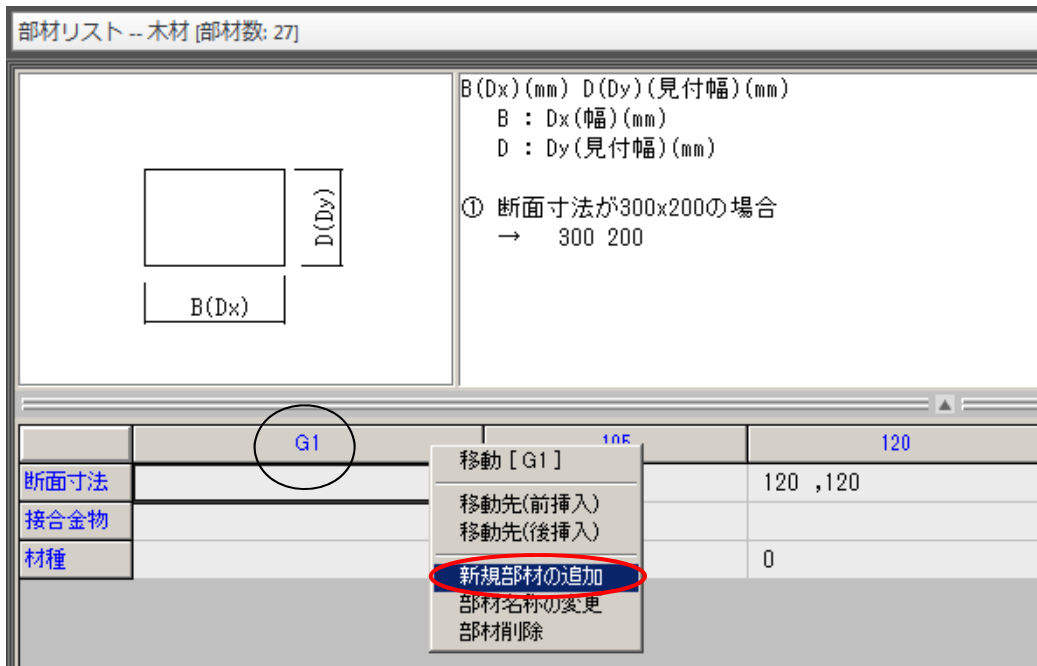 部材リスト -- 木材 [部材数: 27]
B(Dx)(mm) D(Dy)(見付幅)(mm)
B : Dx(幅)(mm)
D : Dy(見付幅)(mm)
① 断面寸法が300x200の場合
→ 300 200
D(Dy)
B(Dx)
G1 105 120
断面寸法 120 ,120
接合金物
材種 0
移動 [ G1 ]
移動先(前挿入)
移動先(後挿入)
新規部材の追加
部材名称の変更
部材削除